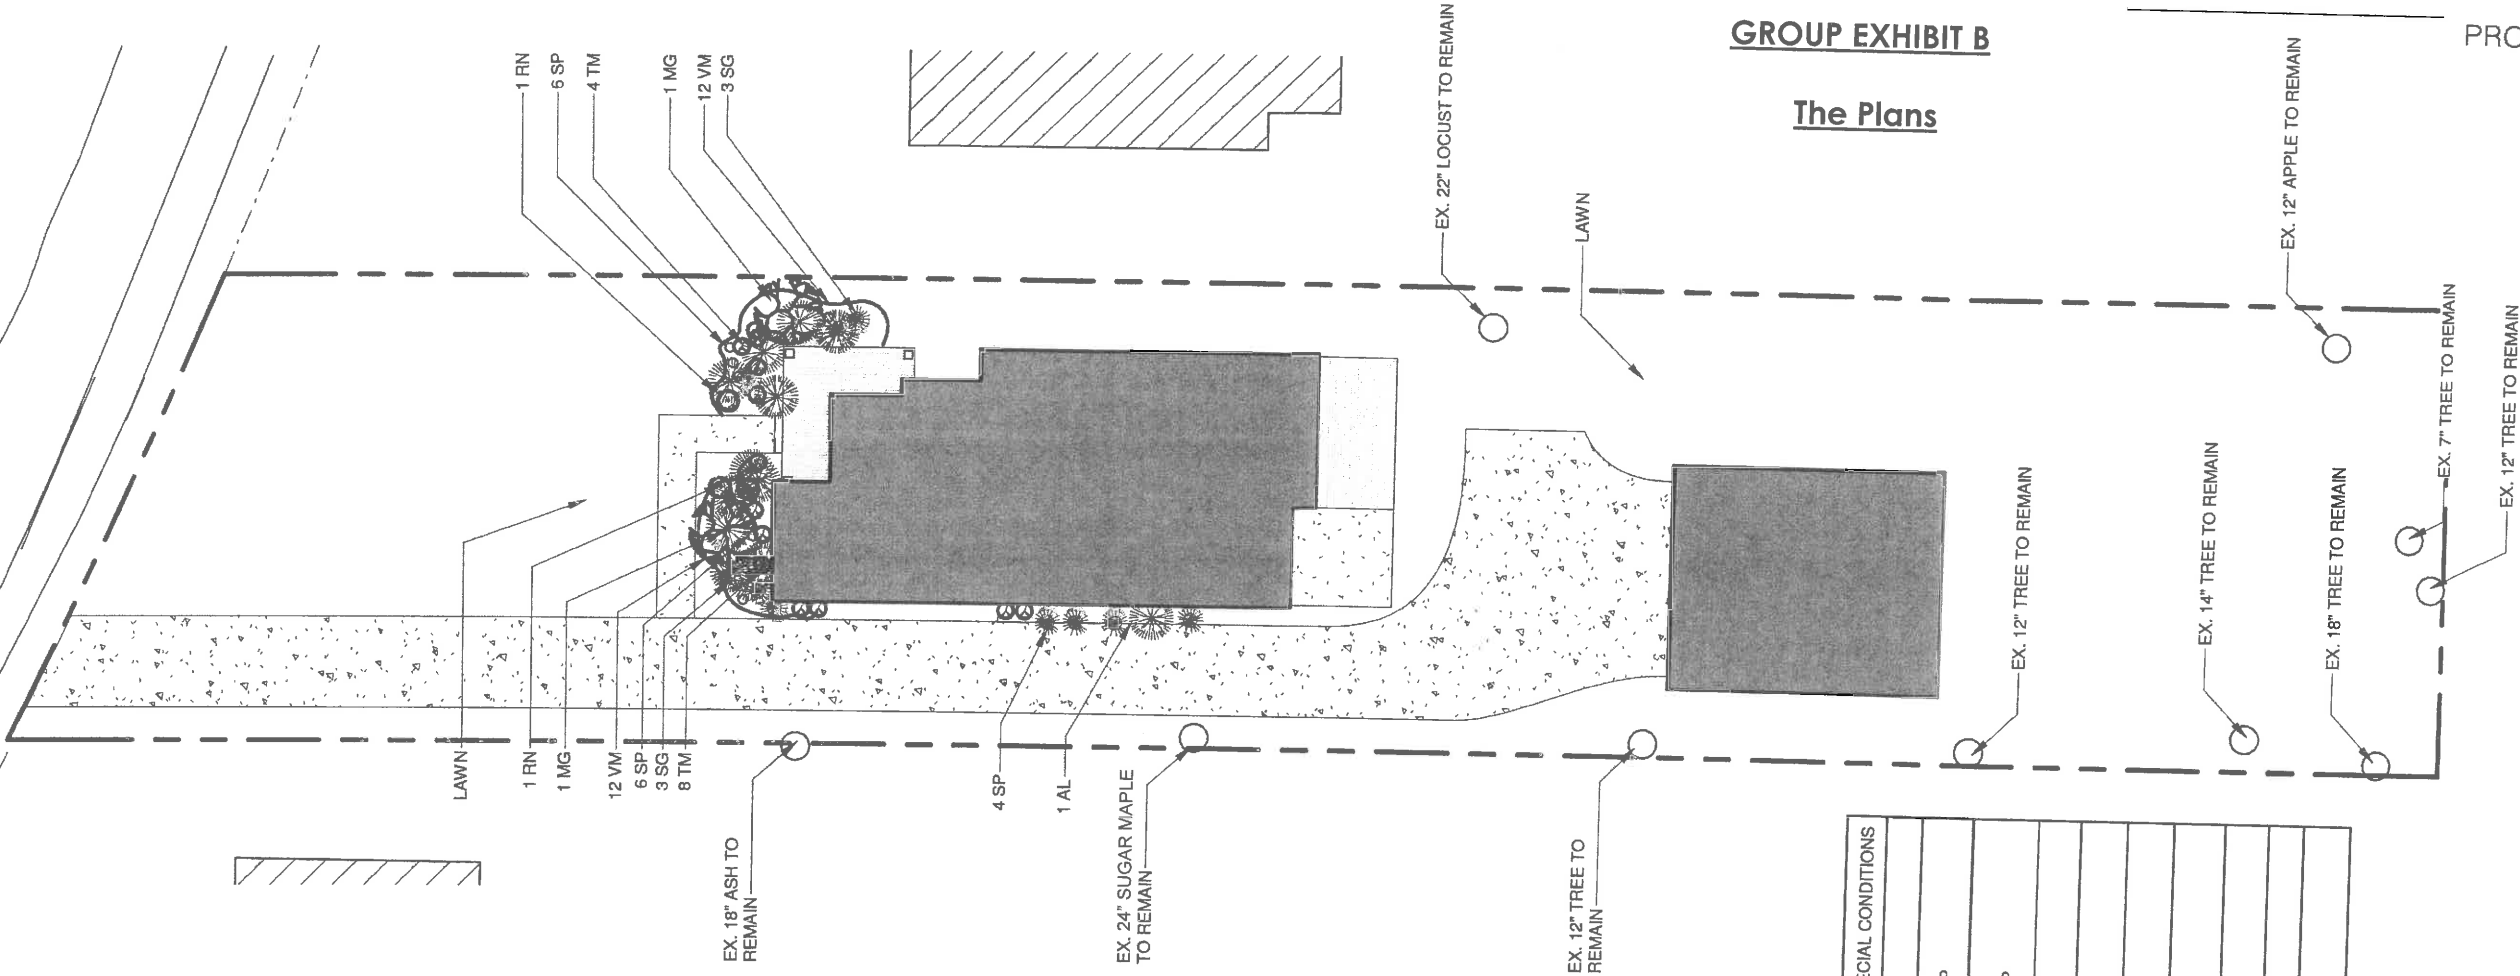 GROUP EXHIBIT B
The Plans
PRO
1 RN
6 SP
4 TM
1 MG
12 VM
3 SG
EX. 22" LOCUST TO REMAIN
LAWN
EX. 12" APPLE TO REMAIN
EX. 7" TREE TO REMAIN
EX. 12" TREE TO REMAIN
EX. 12" TREE TO REMAIN
EX. 14" TREE TO REMAIN
EX. 18" TREE TO REMAIN
LAWN
1 RN
1 MG
12 VM
6 SP
3 SG
8 TM
4 SP
1 AL
EX. 18" ASH TO
REMAIN
EX. 24" SUGAR MAPLE
TO REMAIN
EX. 12" TREE TO
REMAIN
ECIAL CONDITIONS